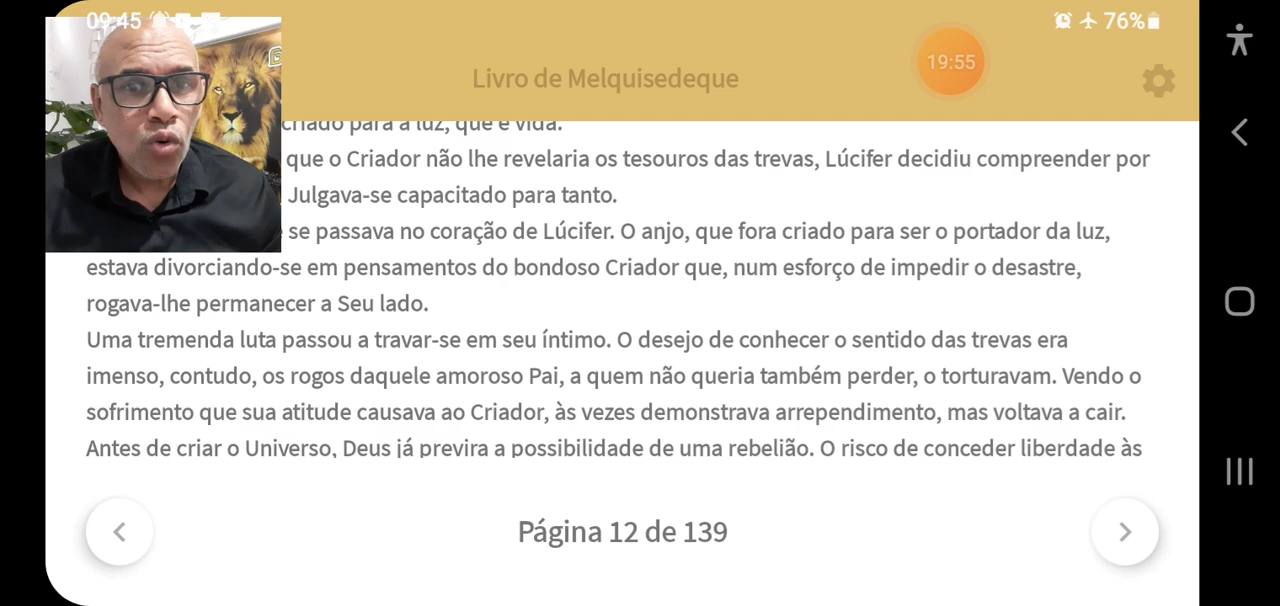 09:45
76%
19:55
Livro de Melquisedeque
criado para a luz, que é vida.
que o Criador não lhe revelaria os tesouros das trevas, Lúcifer decidiu compreender por
Julgava-se capacitado para tanto.
se passava no coração de Lúcifer. O anjo, que fora criado para ser o portador da luz,
estava divorciando-se em pensamentos do bondoso Criador que, num esforço de impedir o desastre,
rogava-lhe permanecer a Seu lado.
Uma tremenda luta passou a travar-se em seu íntimo. O desejo de conhecer o sentido das trevas era
imenso, contudo, os rogos daquele amoroso Pai, a quem não queria também perder, o torturavam. Vendo o
sofrimento que sua atitude causava ao Criador, às vezes demonstrava arrependimento, mas voltava a cair.
Antes de criar o Universo, Deus já previra a possibilidade de uma rebelião. O risco de conceder liberdade às
Página 12 de 139